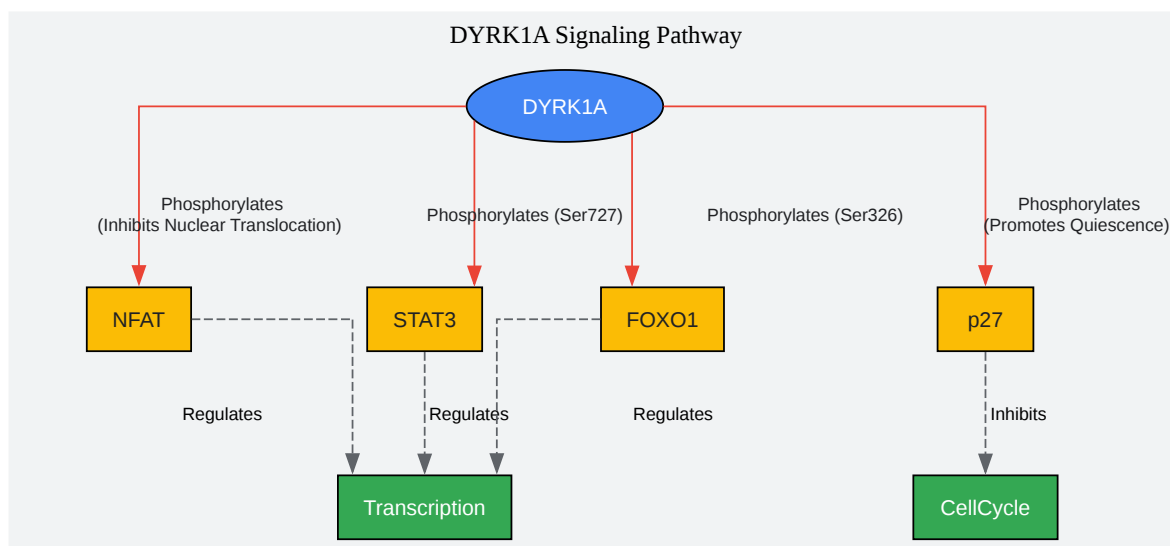 DYRK1A Signaling Pathway
DYRK1A
Phosphorylates
(Inhibits Nuclear Translocation)
Phosphorylates (Ser727)
Phosphorylates (Ser326)
Phosphorylates
(Promotes Quiescence)
NFAT
STAT3
FOXO1
p27
Regulates
Regulates
Regulates
Inhibits
Transcription
CellCycle